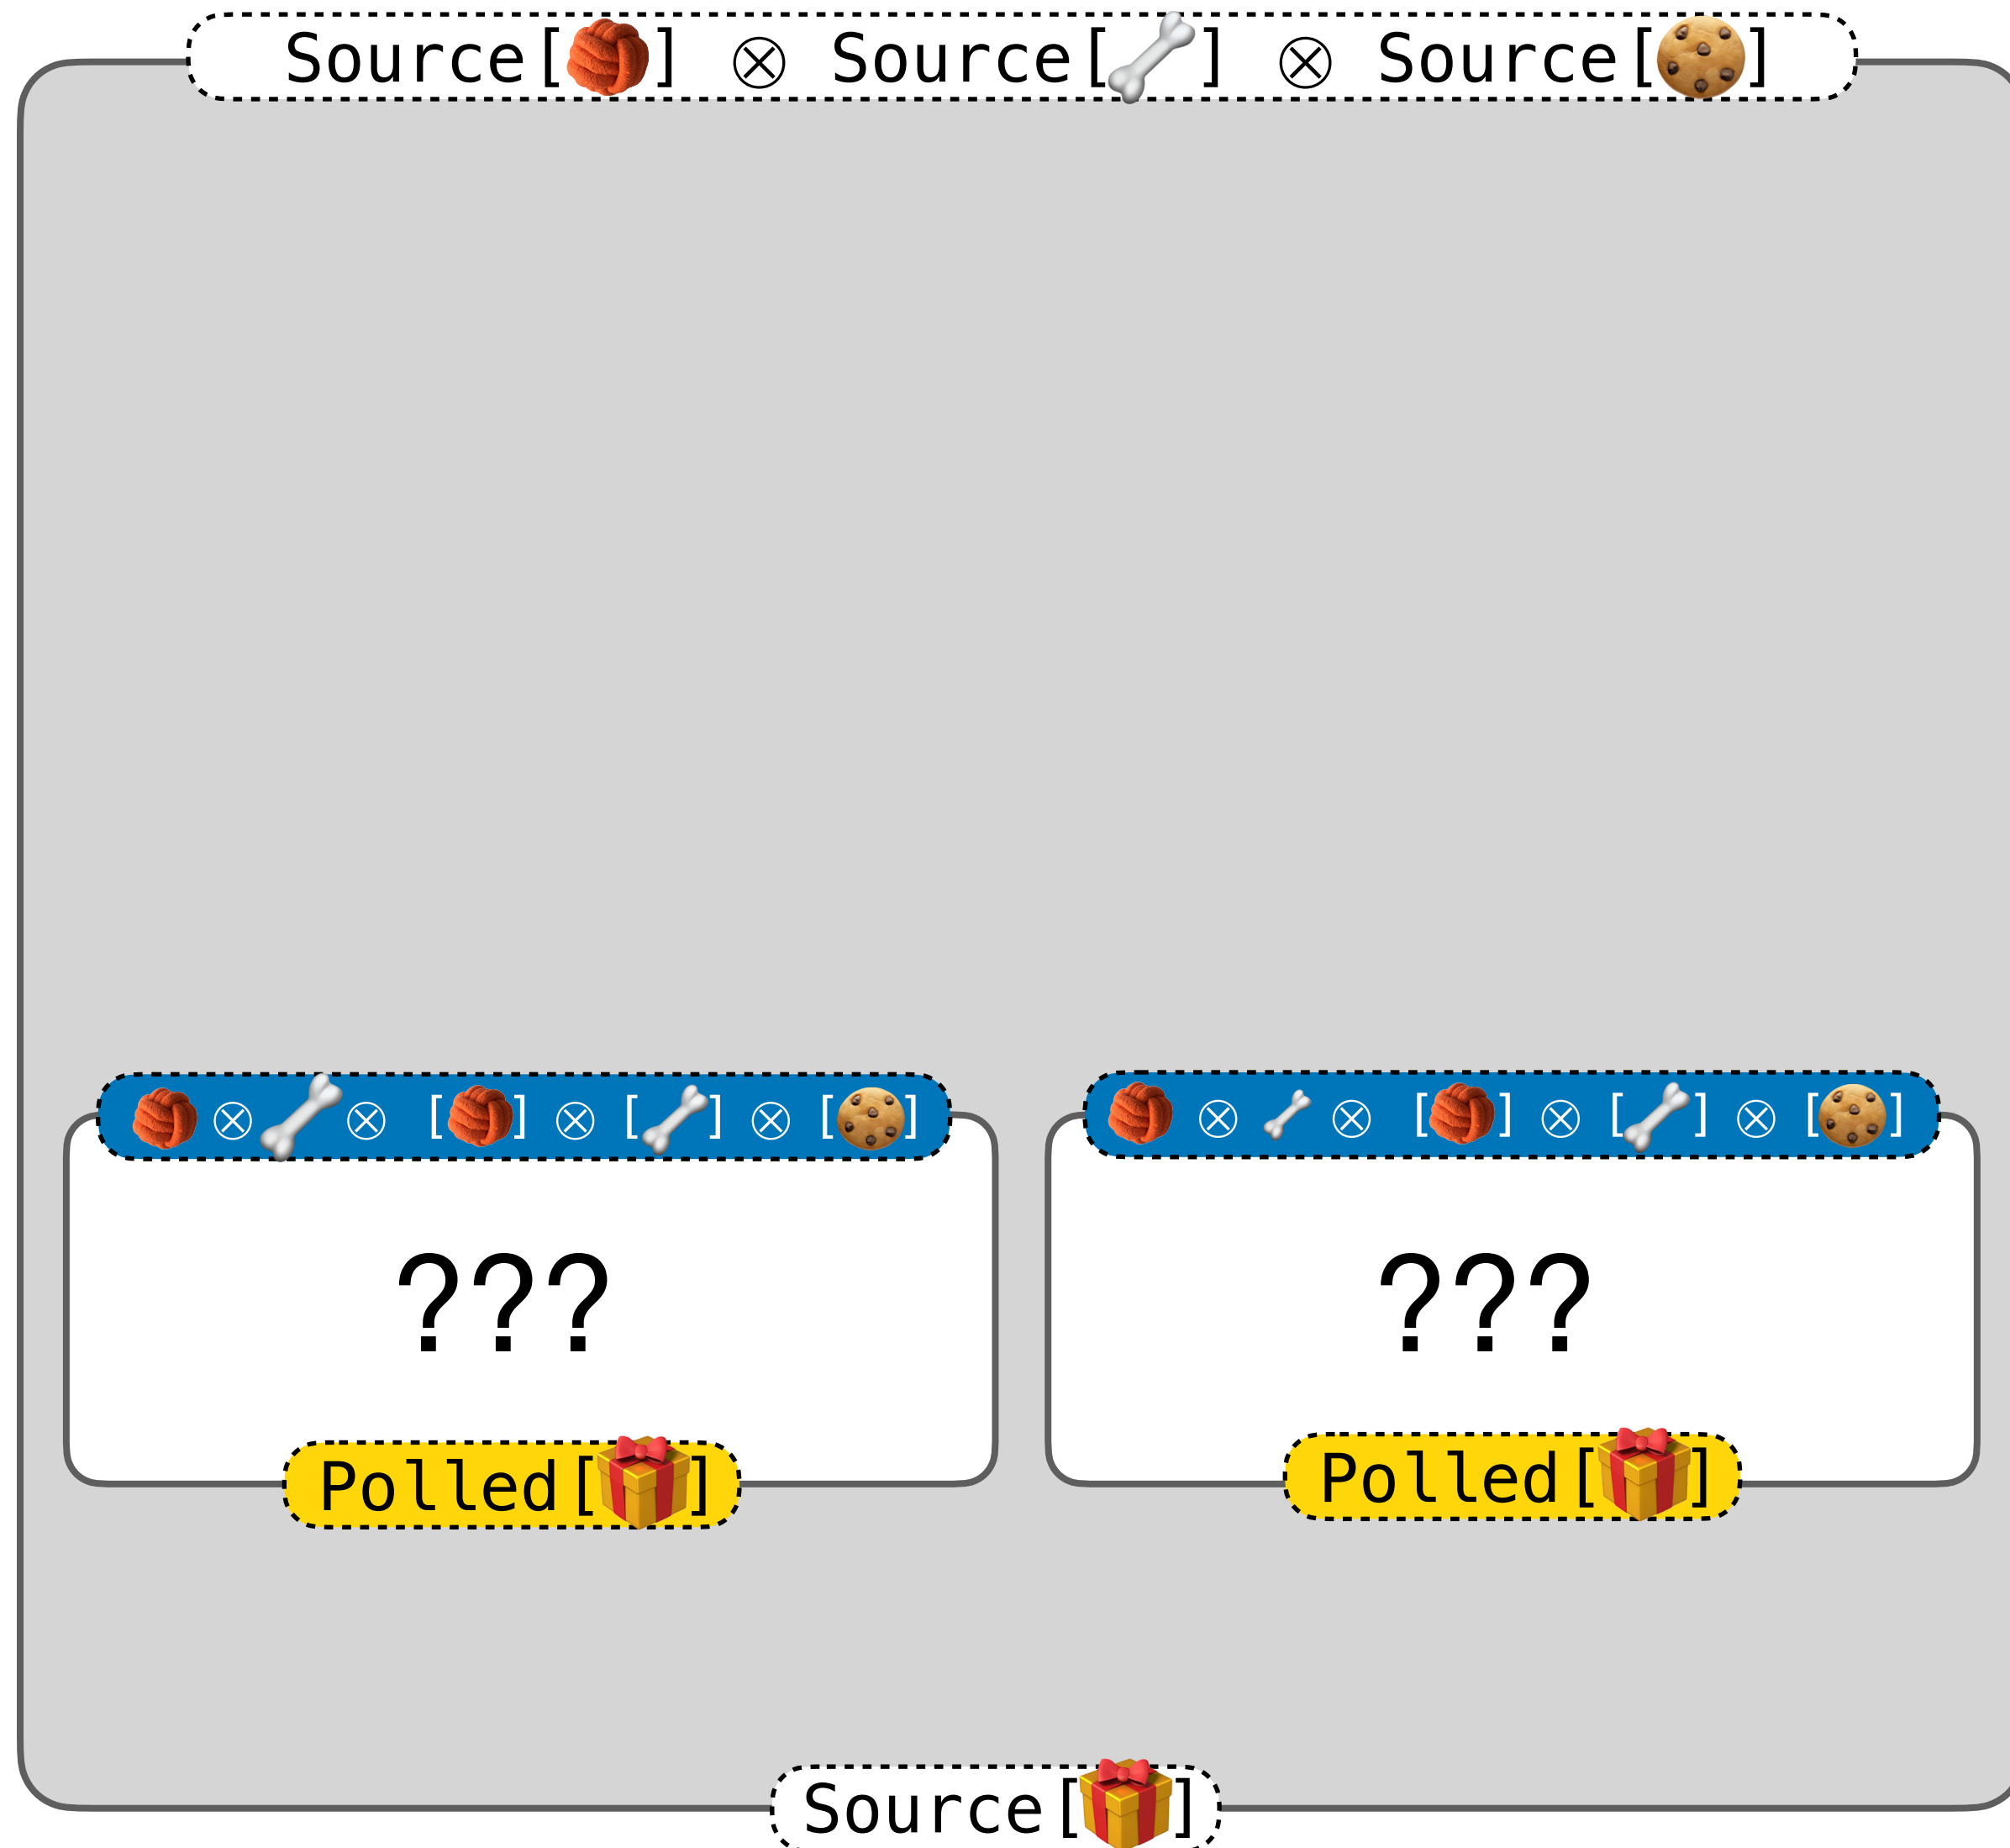 Source[🧶] ⊗ Source[🦴] ⊗ Source[🍪]
🧶 ⊗ 🦴 ⊗ [🧶] ⊗ [🦴] ⊗ [🍪]
🧶 ⊗ 🦴 ⊗ [🧶] ⊗ [🦴] ⊗ [🍪]
???
???
Polled[🎁]
Polled[🎁]
Source[🎁]